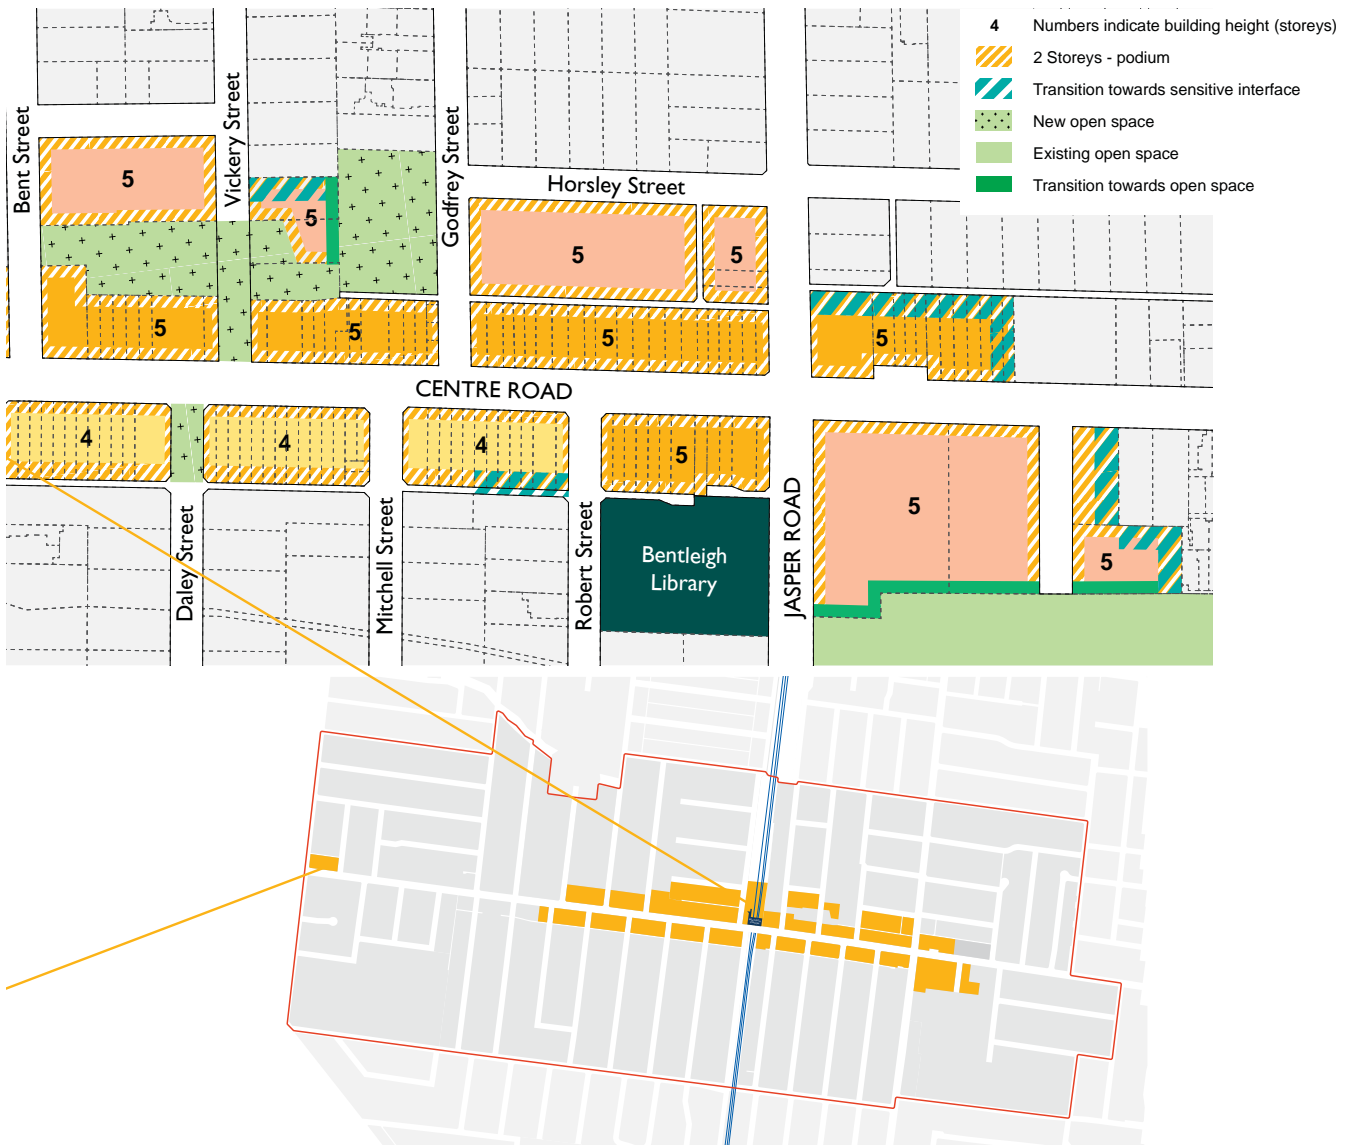 4 Numbers indicate building height (storeys)
2 Storeys - podium
Transition towards sensitive interface
New open space
Existing open space
Transition towards open space
Bent Street
Vickery Street
Godfrey Street
Horsley Street
5
5
5
5
5
5
5
5
CENTRE ROAD
4
4
4
5
5
5
Daley Street
Mitchell Street
Robert Street
JASPER ROAD
Bentleigh
Library